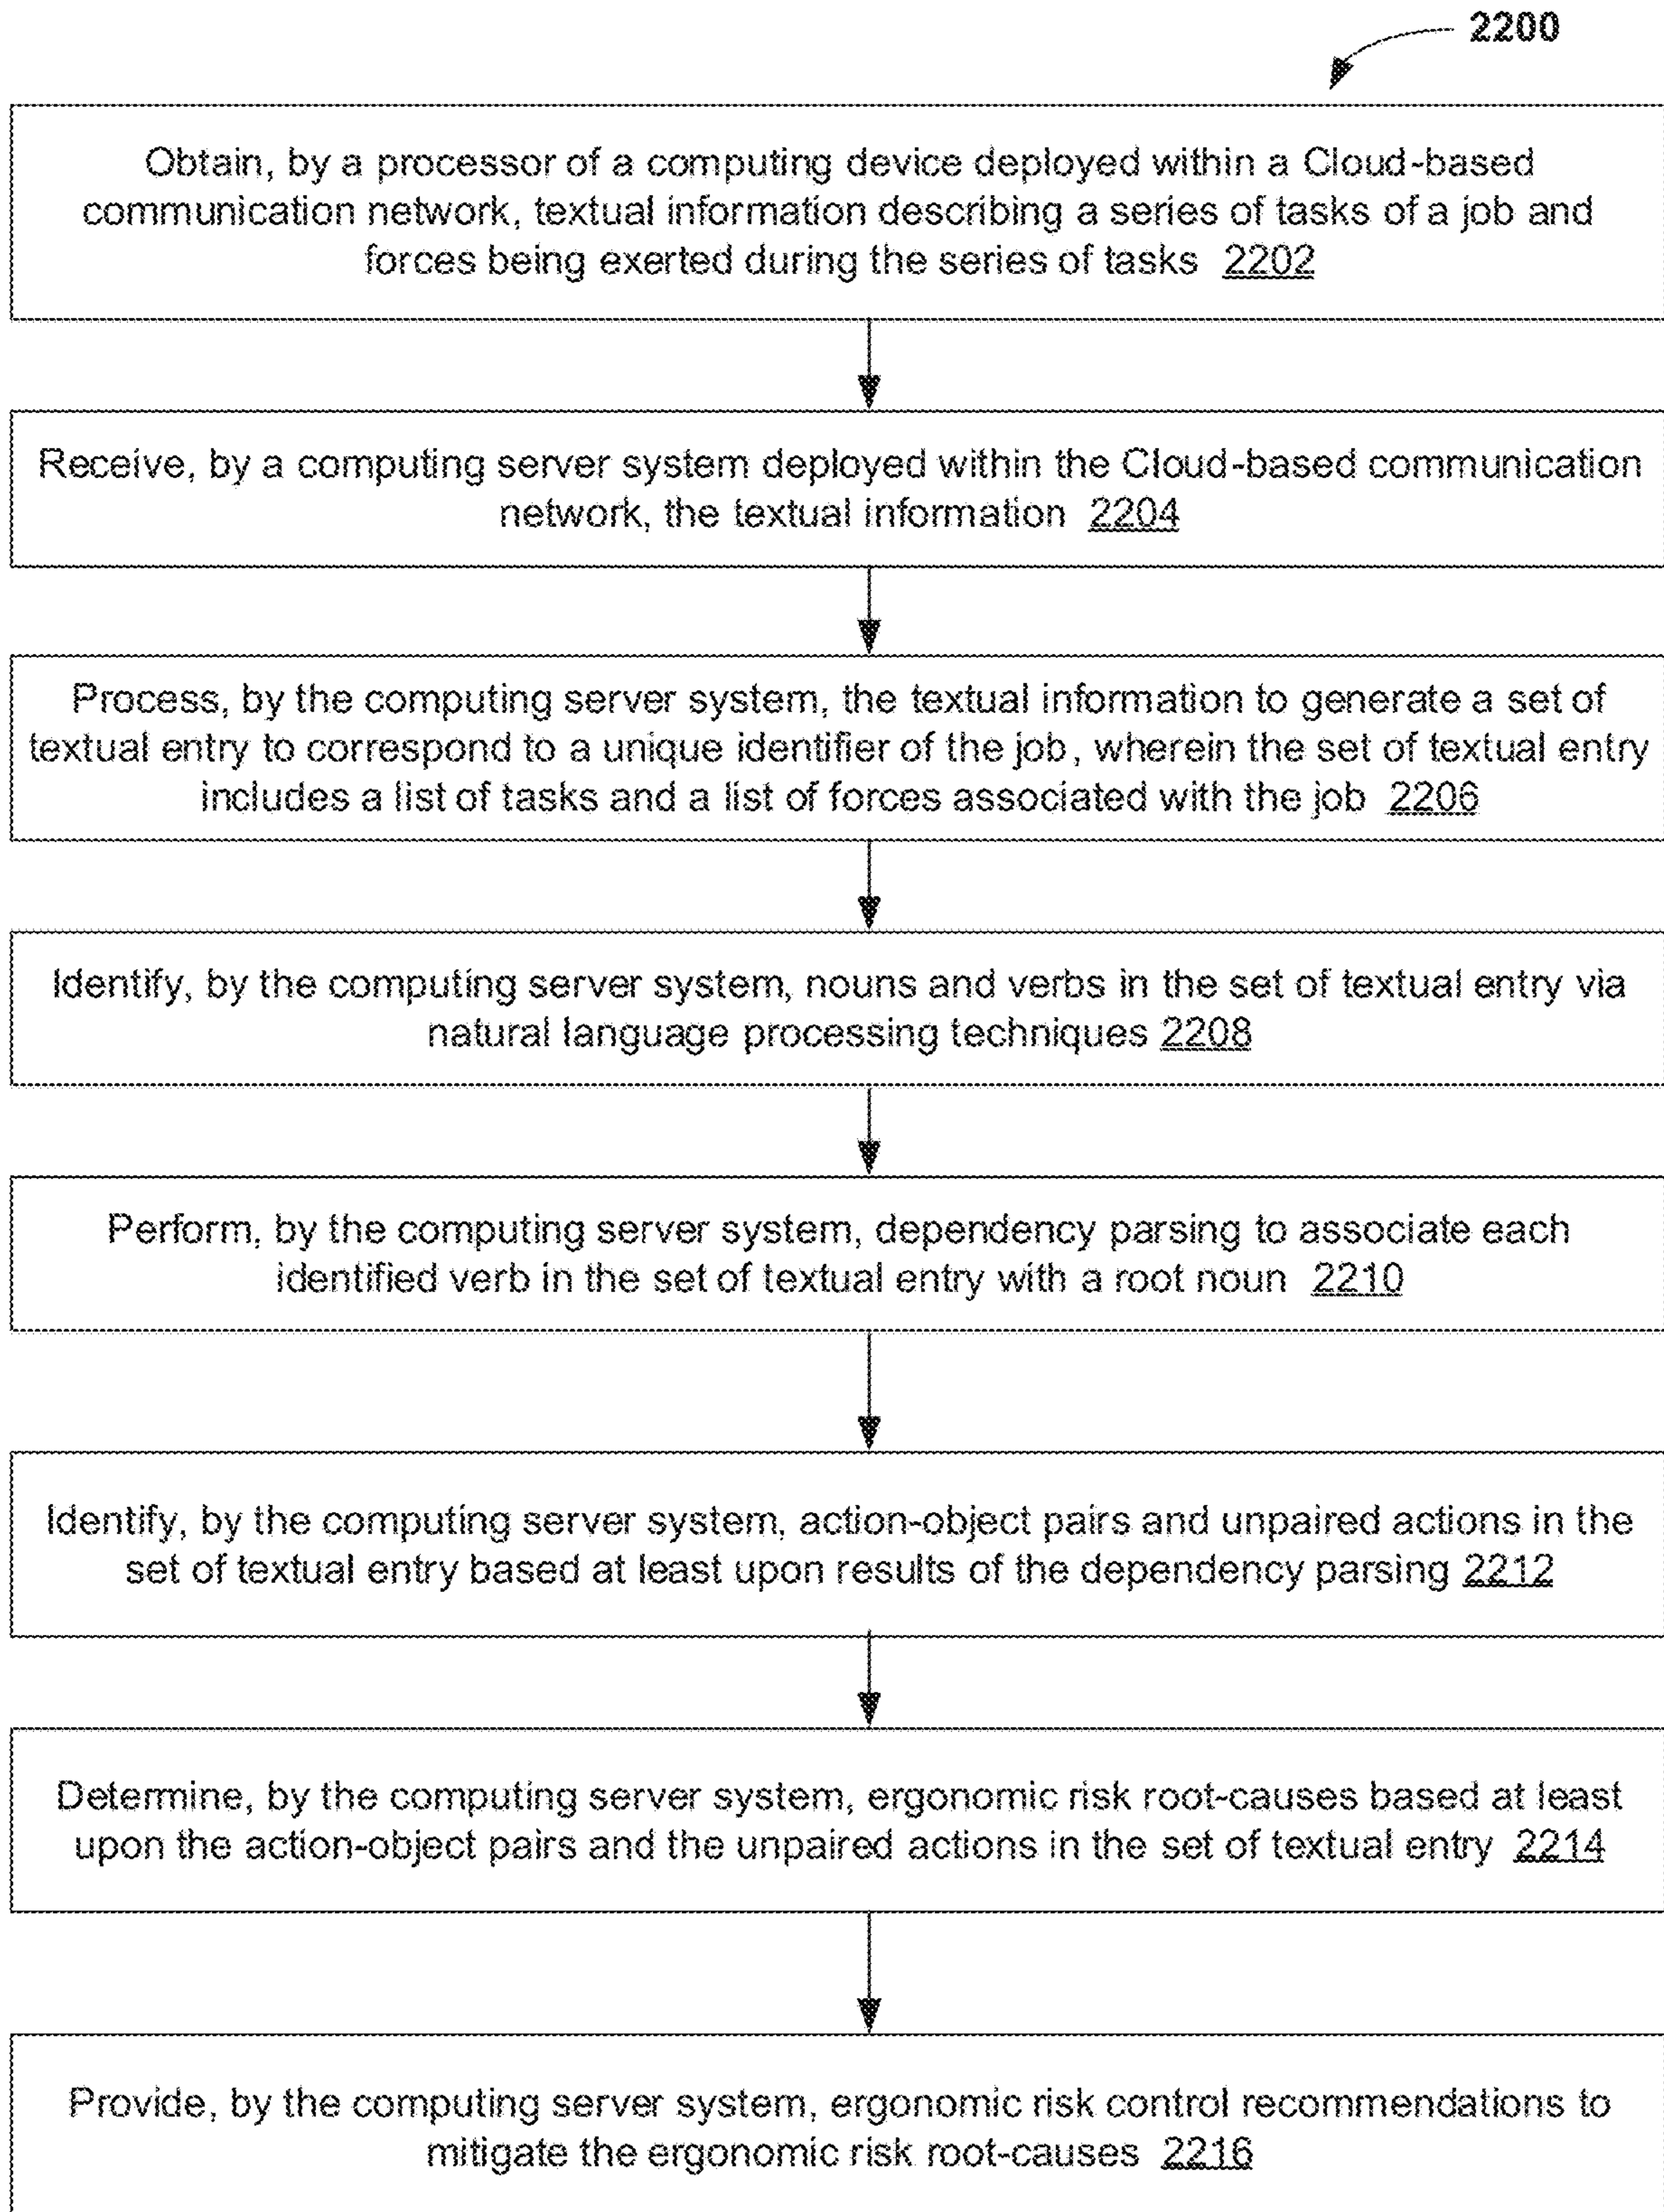 2200
Obtain, by a processor of a computing device deployed within a Cloud-based
communication network, textual information describing a series of tasks of a job and
forces being exerted during the series of tasks 2202
Receive, by a computing server system deployed within the Cloud-based communication
network, the textual information 2204
Process, by the computing server system, the textual information to generate a set of
textual entry to correspond to a unique identifier of the job, wherein the set of textual entry
includes a list of tasks and a list of forces associated with the job 2206
Identify, by the computing server system, nouns and verbs in the set of textual entry via
natural language processing techniques 2208
Perform, by the computing server system, dependency parsing to associate each
identified verb in the set of textual entry with a root noun 2210
Identify, by the computing server system, action-object pairs and unpaired actions in the
set of textual entry based at least upon results of the dependency parsing 2212
Determine, by the computing server system, ergonomic risk root-causes based at least
upon the action-object pairs and the unpaired actions in the set of textual entry 2214
Provide, by the computing server system, ergonomic risk control recommendations to
mitigate the ergonomic risk root-causes 2216